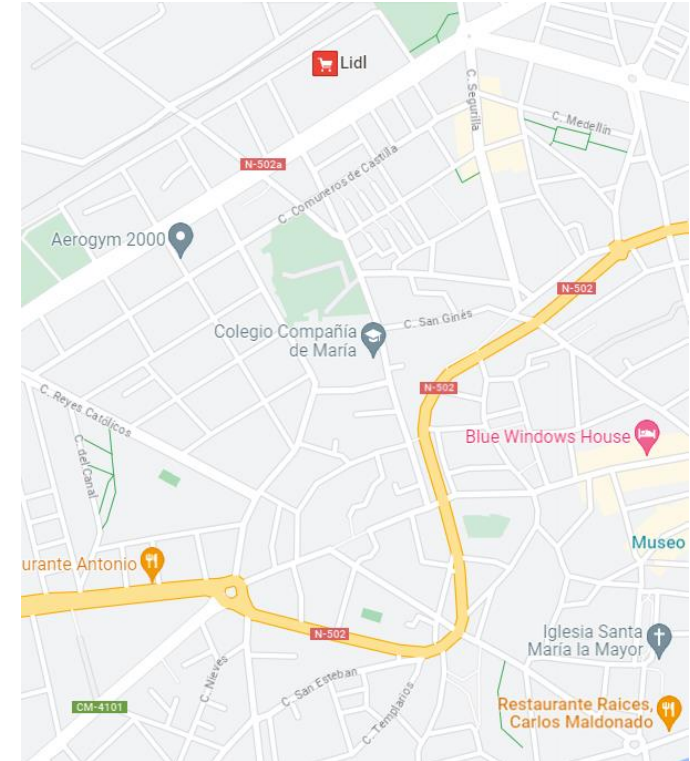 Lidl
C. Segurilla
C. Medellín
N-502a
C. Comuneros de Castilla
Aerogym 2000
N-502
C. San Ginés
Colegio Compañía
de María
N-502
C. Reyes Católicos
Blue Windows House
C. del Canal
Museo
urante Antonio
N-502
Iglesia Santa
María la Mayor
C. Nieves
C. San Esteban
C. Templarios
CM-4101
Restaurante Raices,
Carlos Maldonado